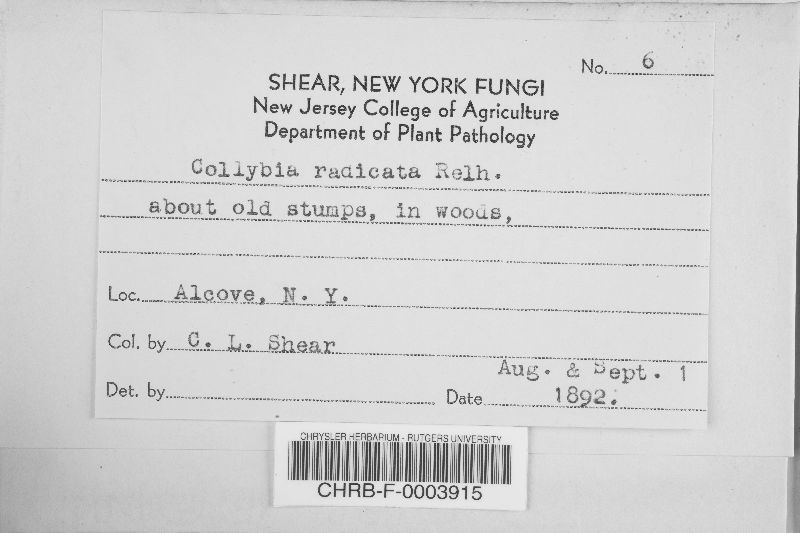 No. 6
SHEAR, NEW YORK FUNGI
New Jersey College of Agriculture
Department of Plant Pathology
Collybia radicata Relh.
about old stumps, in woods,
Loc. Alcove, N. Y.
Col. by C. L. Shear
Aug. & Sept. 1
Det. by Date 1892.
CHRYSLER HERBARIUM - RUTGERS UNIVERSITY
CHRB-F-0003915